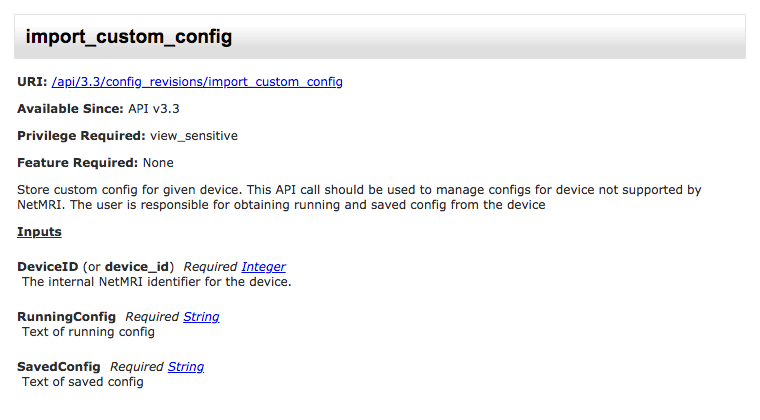 import_custom_config
URI: /api/3.3/config_revisions/import_custom_config
Available Since: API v3.3
Privilege Required: view_sensitive
Feature Required: None
Store custom config for given device. This API call should be used to manage configs for device not supported by
NetMRI. The user is responsible for obtaining running and saved config from the device
Inputs
DeviceID (or device_id) Required Integer
The internal NetMRI identifier for the device.
RunningConfig Required String
Text of running config
SavedConfig Required String
Text of saved config